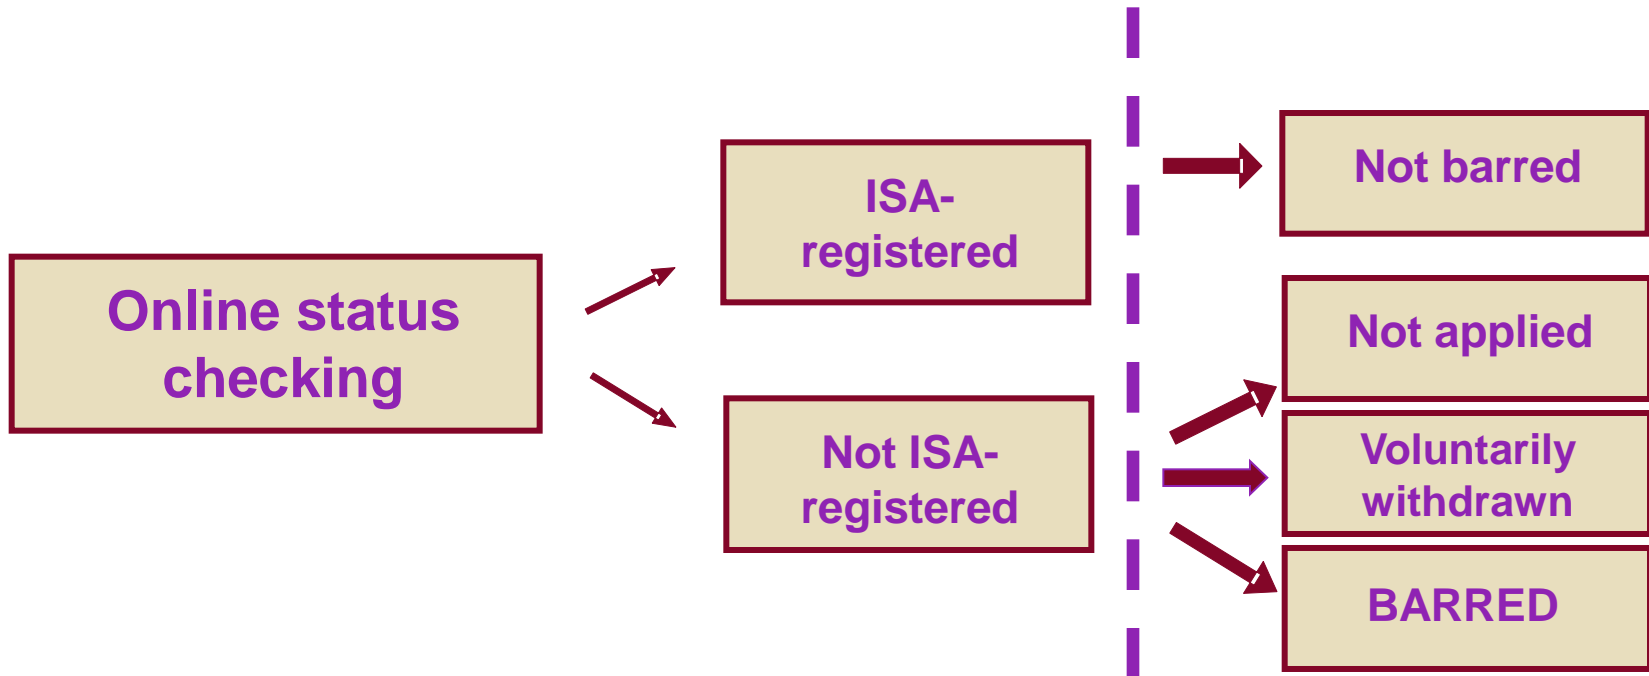 Online status
checking
ISA-
registered
Not ISA-
registered
Not barred
Not applied
Voluntarily
withdrawn
BARRED